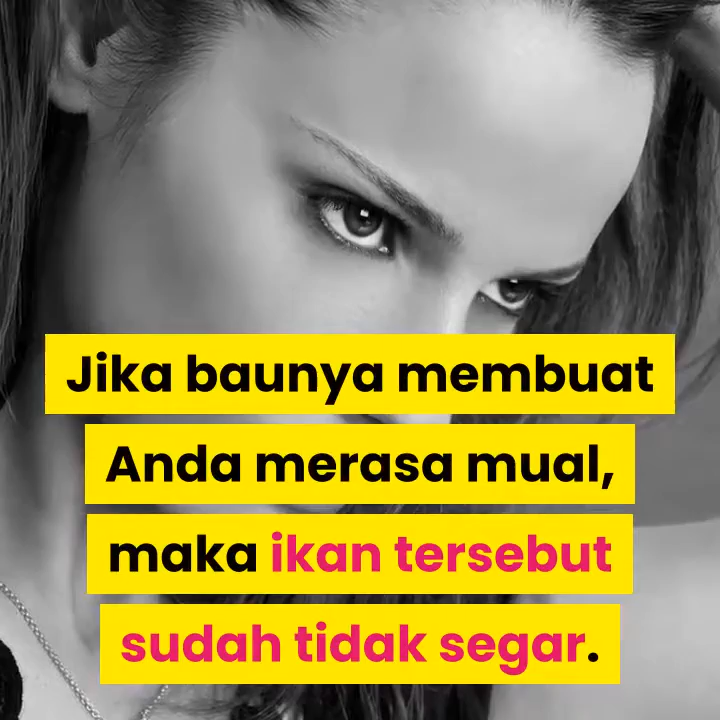 Jika baunya membuat
Anda merasa mual,
maka ikan tersebut
sudah tidak segar.